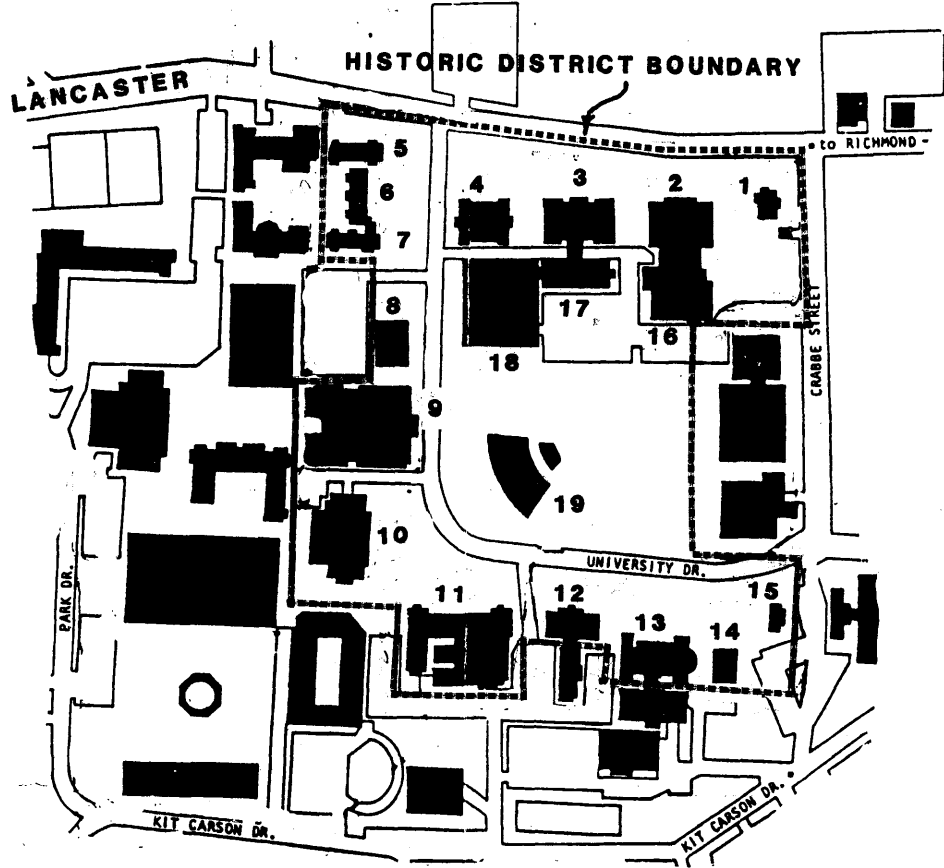 HISTORIC DISTRICT BOUNDARY
LANCASTER
to RICHMOND
5
6
7
4
3
2
1
8
17
16
18
CRABBE STREET
9
19
10
UNIVERSITY DR.
PARK DR.
11
12
13
14
15
KIT CARSON DR.
KIT CARSON DR.